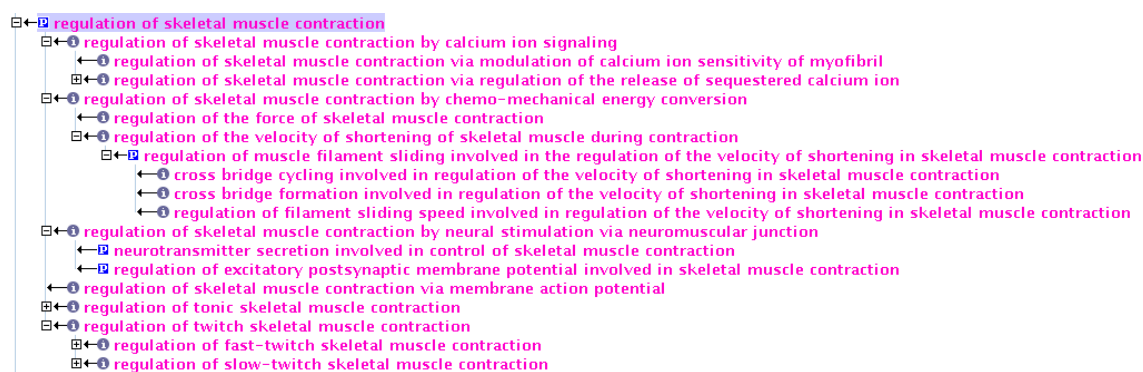 P regulation of skeletal muscle contraction
i regulation of skeletal muscle contraction by calcium ion signaling
i regulation of skeletal muscle contraction via modulation of calcium ion sensitivity of myofibril
i regulation of skeletal muscle contraction via regulation of the release of sequestered calcium ion
i regulation of skeletal muscle contraction by chemo-mechanical energy conversion
i regulation of the force of skeletal muscle contraction
i regulation of the velocity of shortening of skeletal muscle during contraction
P regulation of muscle filament sliding involved in the regulation of the velocity of shortening in skeletal muscle contraction
i cross bridge cycling involved in regulation of the velocity of shortening in skeletal muscle contraction
i cross bridge formation involved in regulation of the velocity of shortening in skeletal muscle contraction
i regulation of filament sliding speed involved in regulation of the velocity of shortening in skeletal muscle contraction
i regulation of skeletal muscle contraction by neural stimulation via neuromuscular junction
P neurotransmitter secretion involved in control of skeletal muscle contraction
P regulation of excitatory postsynaptic membrane potential involved in skeletal muscle contraction
i regulation of skeletal muscle contraction via membrane action potential
i regulation of tonic skeletal muscle contraction
i regulation of twitch skeletal muscle contraction
i regulation of fast-twitch skeletal muscle contraction
i regulation of slow-twitch skeletal muscle contraction